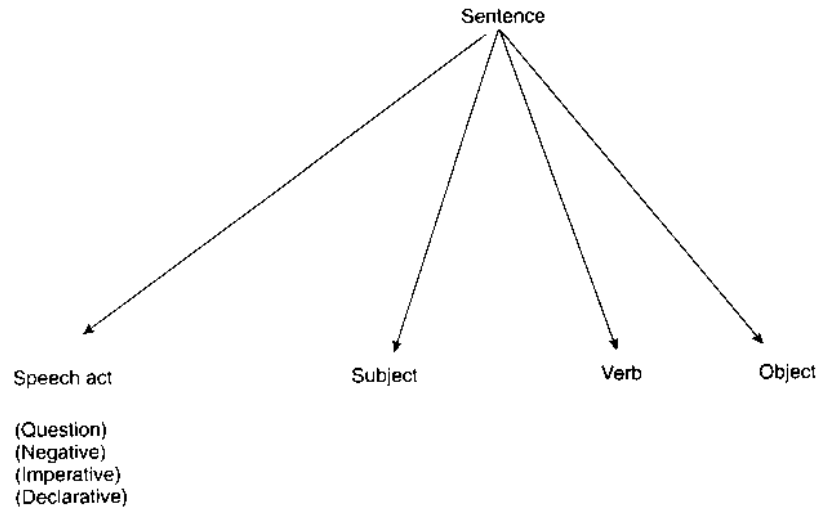 Sentence
Speech act
Subject
Verb
Object
(Question)
(Negative)
(Imperative)
(Declarative)